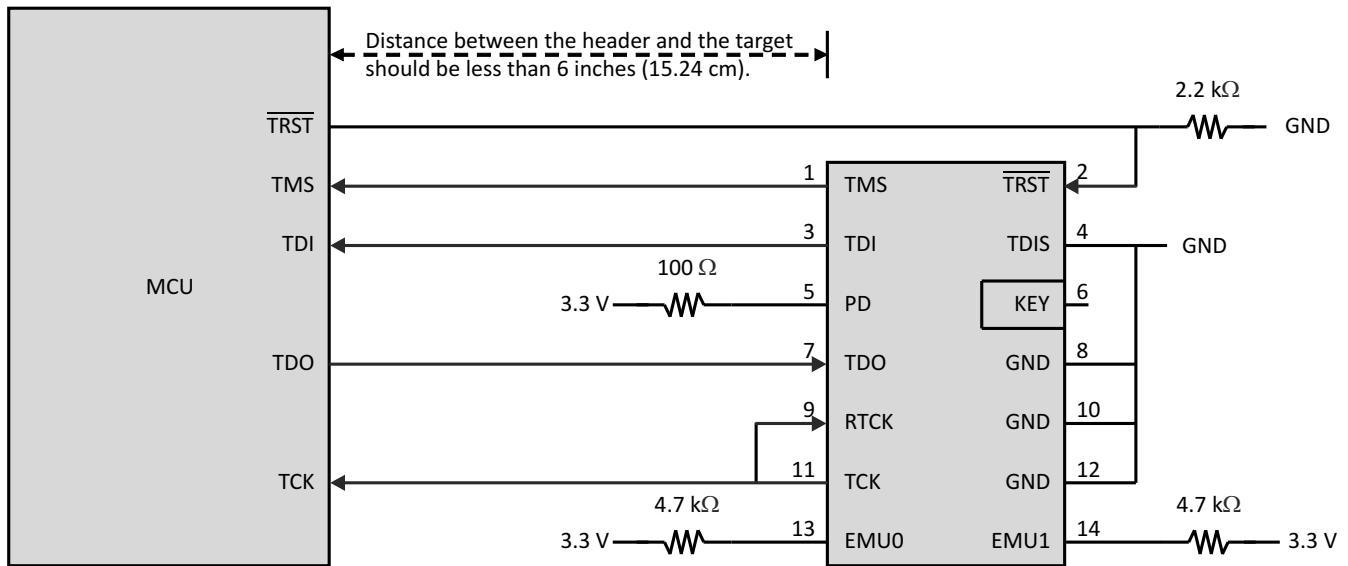 Distance between the header and the target
should be less than 6 inches (15.24 cm).
2.2 kΩ
TRST
GND
TMS
1
TMS
TRST
2
TDI
3
TDI
TDIS
4
GND
100 Ω
MCU
3.3 V
5
PD
KEY
6
TDO
7
TDO
GND
8
9
RTCK
GND
10
TCK
11
TCK
GND
12
4.7 kΩ
4.7 kΩ
3.3 V
13
EMU0
EMU1
14
3.3 V